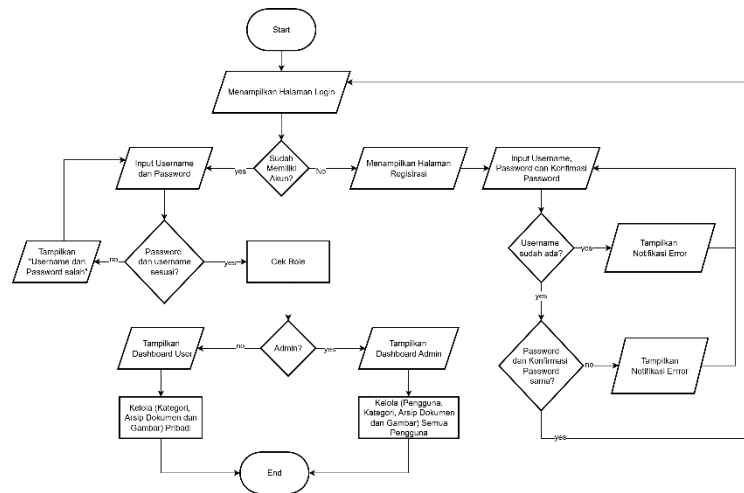 Start
Menampilkan Halaman Login
Sudah
Memiliki
Akun?
yes
No
Input Username
dan Password
Menampilkan Halaman
Registrasi
Input Username,
Password dan Konfirmasi
Password
Tampilkan
"Username dan
Password salah"
no
Password
dan username
sesuai?
yes
Cek Role
Username
sudah ada?
yes
Tampilkan
Notifikasi Error
yes
Tampilkan
Dashboard User
no
Admin?
yes
Tampilkan
Dashboard Admin
Password
dan Konfirmasi
Password
sama?
no
Tampilkan
Notifikasi Errror
Kelola (Kategori,
Arsip Dokumen dan
Gambar) Pribadi
Kelola (Pengguna,
Kategori, Arsip Dokumen
dan Gambar) Semua
Pengguna
yes
End